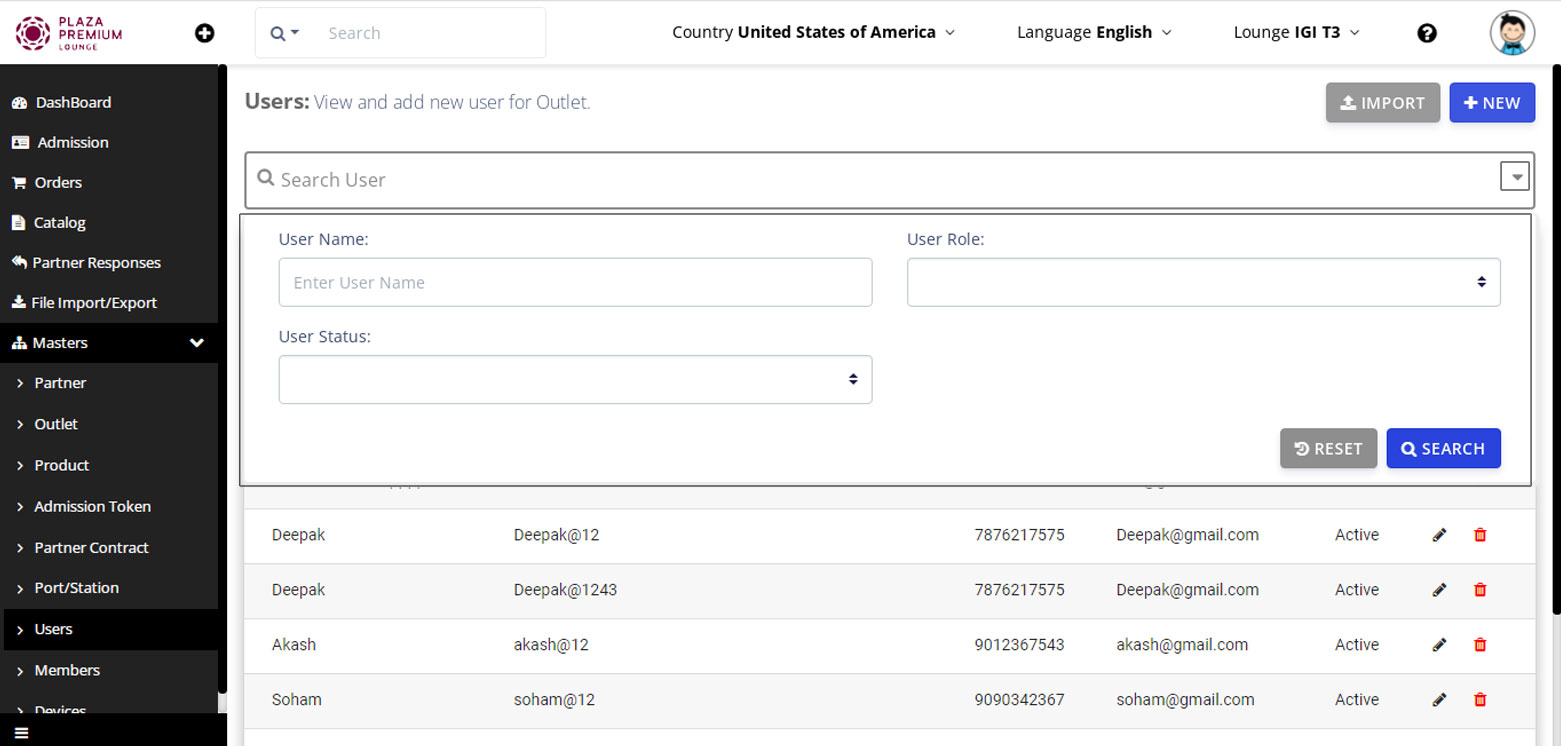 PLAZA
PREMIUM
LOUNGE
Search
Country United States of America
Language English
Lounge IGI T3
DashBoard
Admission
Orders
Catalog
Partner Responses
File Import/Export
Masters
Partner
Outlet
Product
Admission Token
Partner Contract
Port/Station
Users
Members
Devices
Users: View and add new user for Outlet.
IMPORT
NEW
Search User
User Name:
User Role:
Enter User Name
User Status:
RESET
SEARCH
Deepak Deepak@12 7876217575 Deepak@gmail.com Active
Deepak Deepak@1243 7876217575 Deepak@gmail.com Active
Akash akash@12 9012367543 akash@gmail.com Active
Soham soham@12 9090342367 soham@gmail.com Active